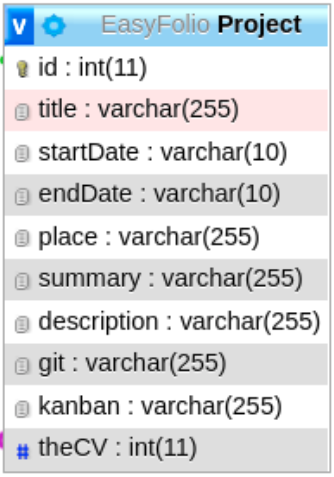 v EasyFolio Project
id : int(11)
title : varchar(255)
startDate : varchar(10)
endDate : varchar(10)
place : varchar(255)
summary : varchar(255)
description : varchar(255)
git : varchar(255)
kanban : varchar(255)
# theCV : int(11)